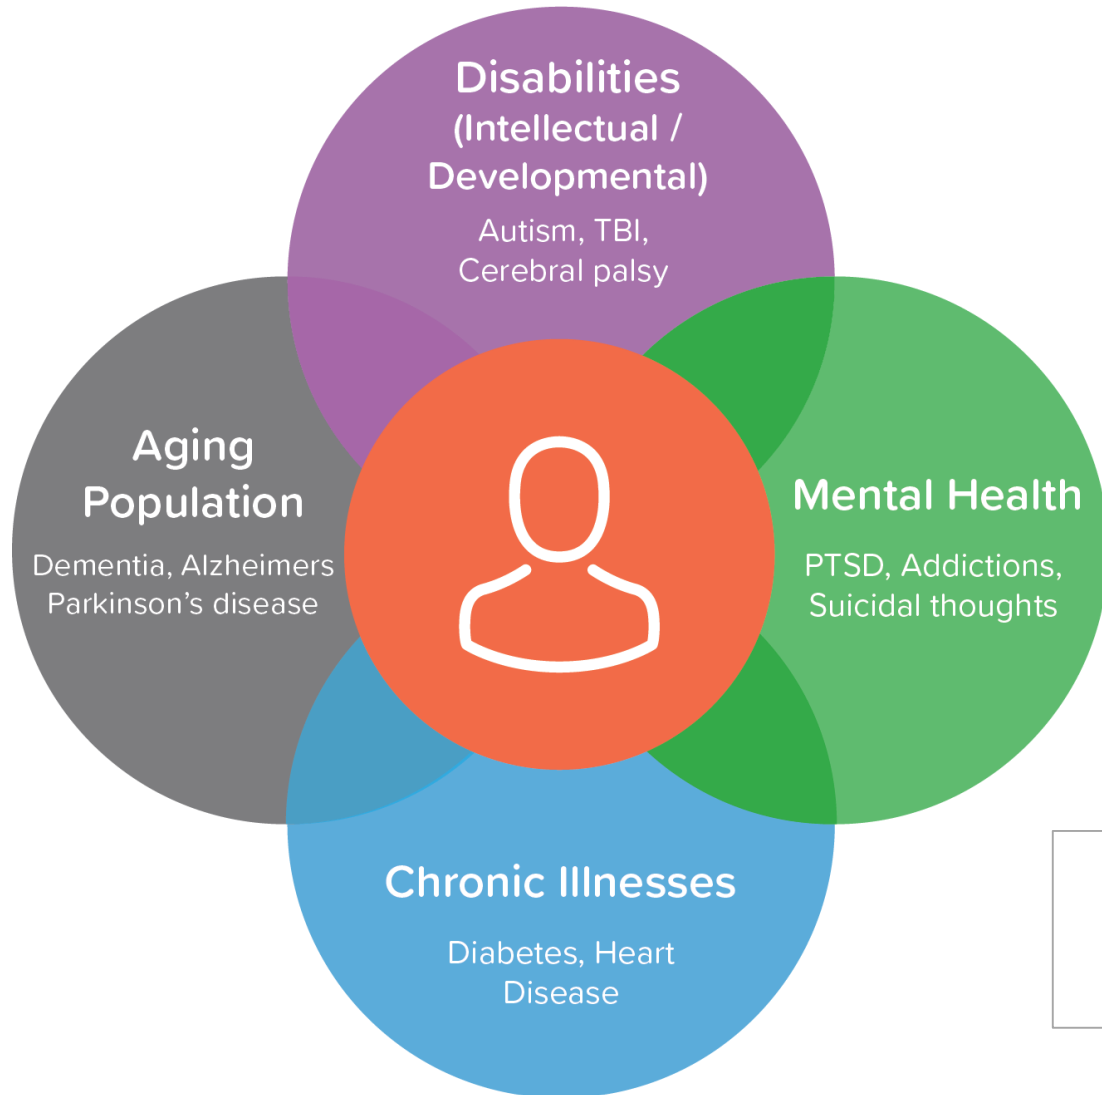 Disabilities
(Intellectual /
Developmental)
Autism, TBI,
Cerebral palsy
Aging
Population
Dementia, Alzheimers
Parkinson’s disease
Mental Health
PTSD, Addictions,
Suicidal thoughts
Chronic Illnesses
Diabetes, Heart
Disease